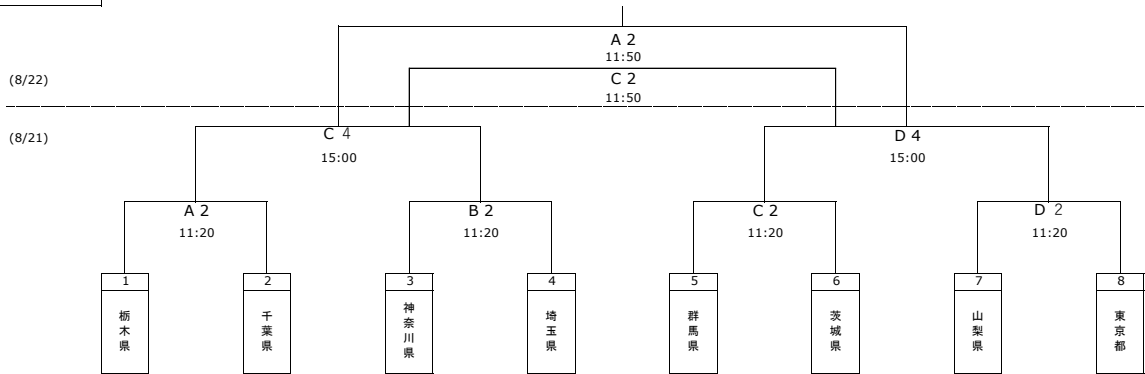 A 2
11:50
(8/22)
C 2
11:50
(8/21)
C 4
15:00
D 4
15:00
A 2
11:20
B 2
11:20
C 2
11:20
D 2
11:20
1
2
3
4
5
6
7
8
栃木県
千葉県
神奈川県
埼玉県
群馬県
茨城県
山梨県
東京都